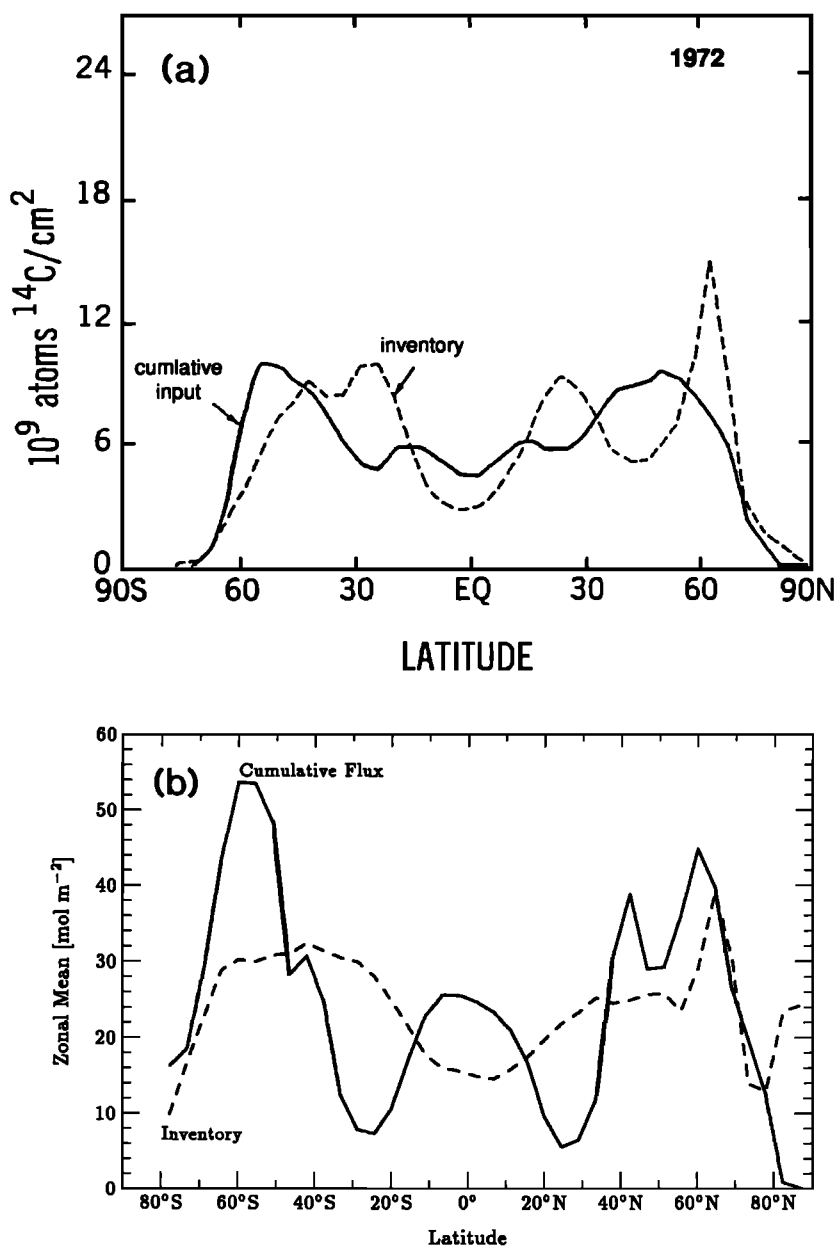 (a)
1972
24
18
12
6
0
10⁹ atoms ¹⁴C/cm²
cumlative
input
inventory
90S 60 30 EQ 30 60 90N
LATITUDE
(b)
60
50
40
30
20
10
0
Zonal Mean [mol m⁻²]
Cumulative Flux
Inventory
80°S 60°S 40°S 20°S 0° 20°N 40°N 60°N 80°N
Latitude